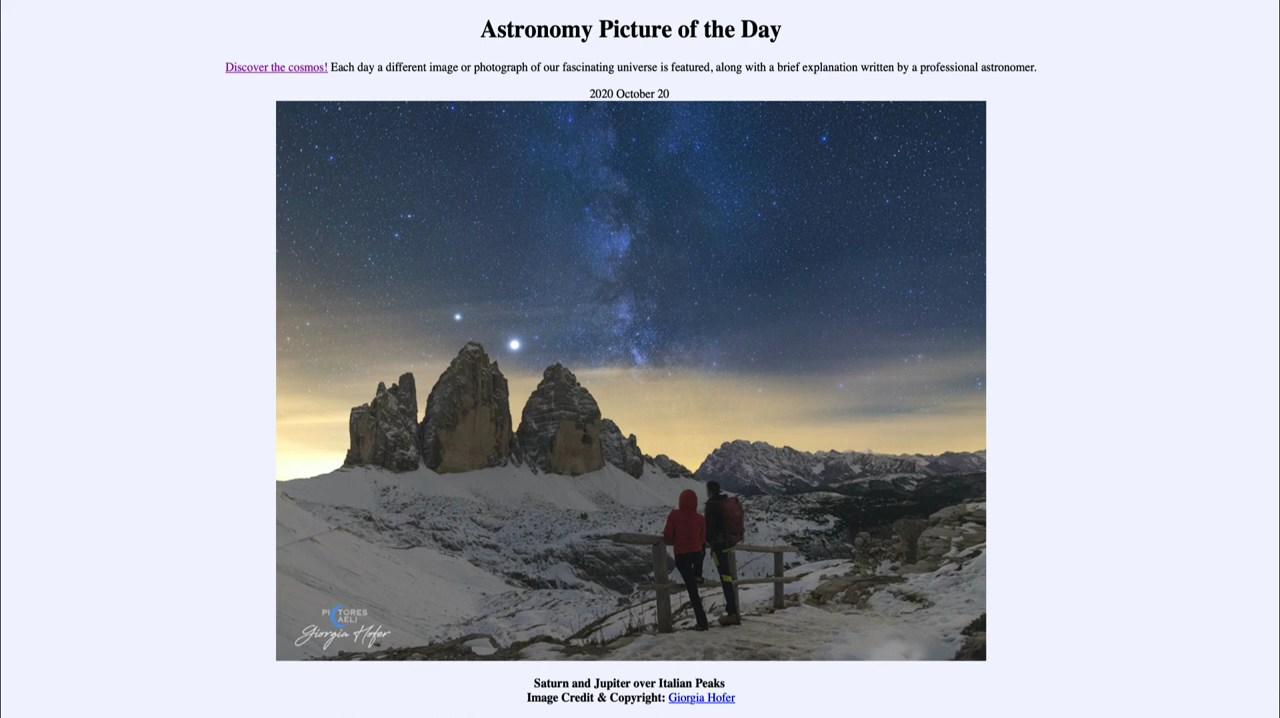 Astronomy Picture of the Day
Discover the cosmos! Each day a different image or photograph of our fascinating universe is featured, along with a brief explanation written by a professional astronomer.
2020 October 20
PICTORES
CAELI
Giorgia Hofer
Saturn and Jupiter over Italian Peaks
Image Credit & Copyright: Giorgia Hofer